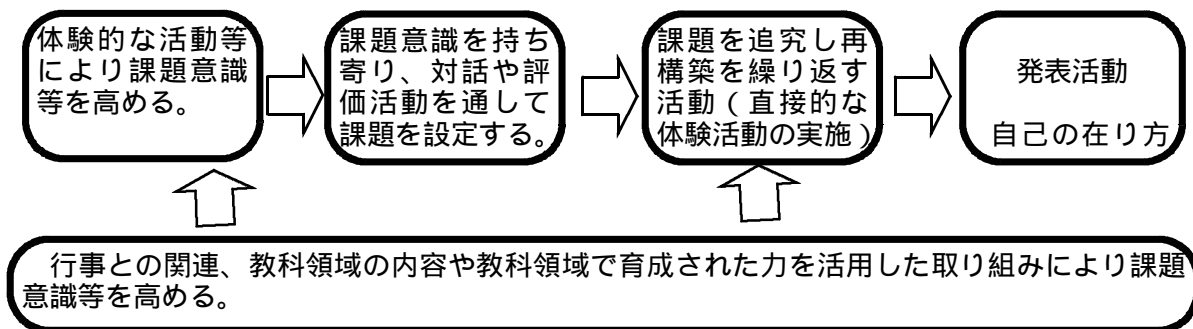 体験的な活動等
により課題意識
等を高める。
課題意識を持ち
寄り、対話や評
価活動を通して
課題を設定する。
課題を追究し再
構築を繰り返す
活動(直接的な
体験活動の実施)
発表活動
自己の在り方
行事との関連、教科領域の内容や教科領域で育成された力を活用した取り組みにより課題
意識等を高める。